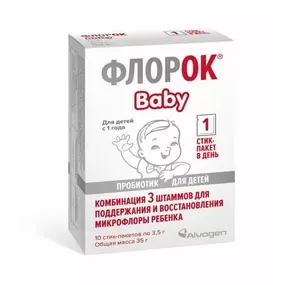 ФЛОРОК®
Baby
Для детей
с 1 года
1
СТИК-
ПАКЕТ
В ДЕНЬ
ПРОБИОТИК ДЛЯ ДЕТЕЙ
КОМБИНАЦИЯ 3 ШТАММОВ ДЛЯ
ПОДДЕРЖАНИЯ И ВОССТАНОВЛЕНИЯ
МИКРОФЛОРЫ РЕБЕНКА
10 стик-пакетов по 3,5 г
Общая масса 35 г
Alvogen